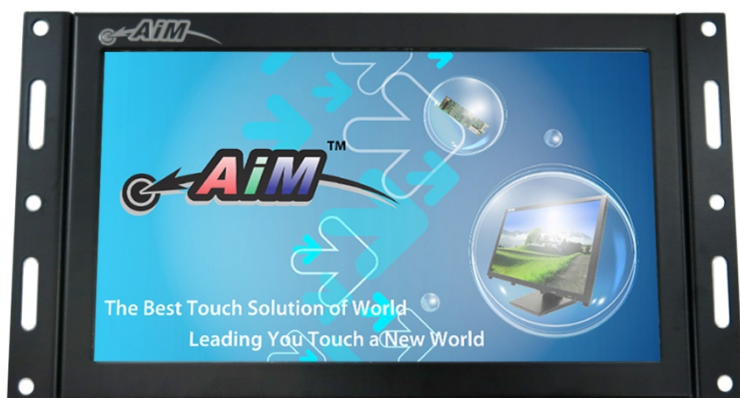 AiM
AiM™
The Best Touch Solution of World
Leading You Touch a New World